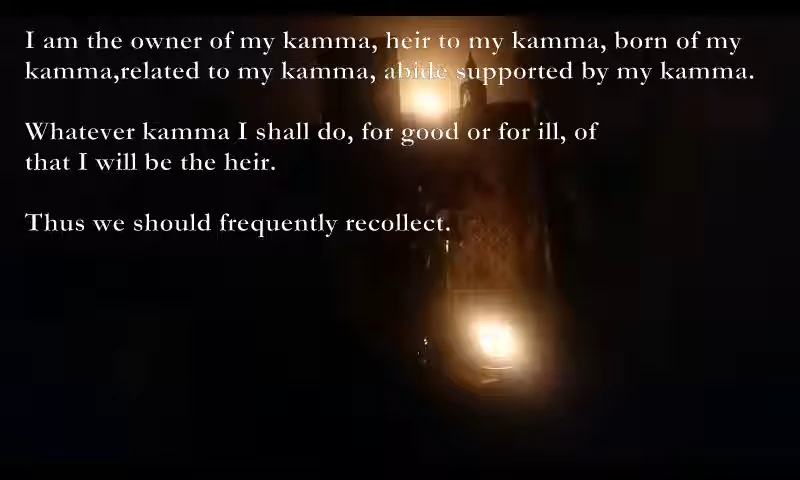 I am the owner of my kamma, heir to my kamma, born of my
kamma,related to my kamma, abide supported by my kamma.
Whatever kamma I shall do, for good or for ill, of
that I will be the heir.
Thus we should frequently recollect.